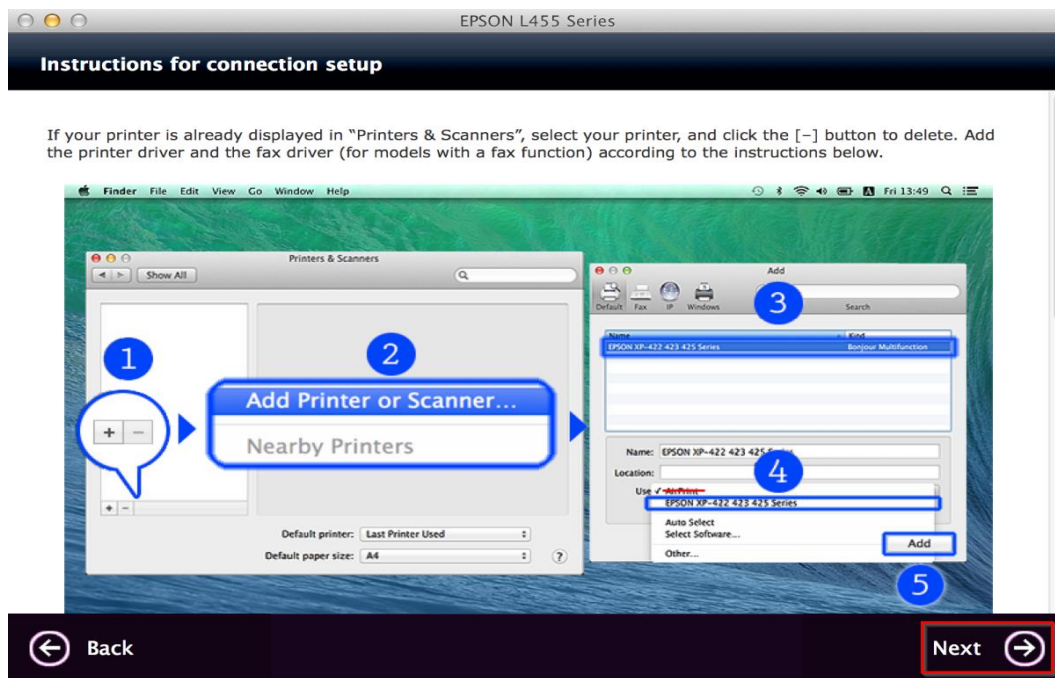 EPSON L455 Series
Instructions for connection setup
If your printer is already displayed in “Printers & Scanners”, select your printer, and click the [–] button to delete. Add
the printer driver and the fax driver (for models with a fax function) according to the instructions below.
Finder File Edit View Go Window Help
A Fri 13:49
Printers & Scanners
Show All
1
2
+ −
Add Printer or Scanner...
Nearby Printers
+ −
Default printer: Last Printer Used
Default paper size: A4 ?
Add
3
Default Fax IP Windows Search
Name Kind
EPSON XP-422 423 425 Series Bonjour Multifunction
Name: EPSON XP-422 423 425
Location:
4
Use ✓ AirPrint
EPSON XP-422 423 425 Series
Auto Select
Select Software...
Other...
Add
5
Back
Next